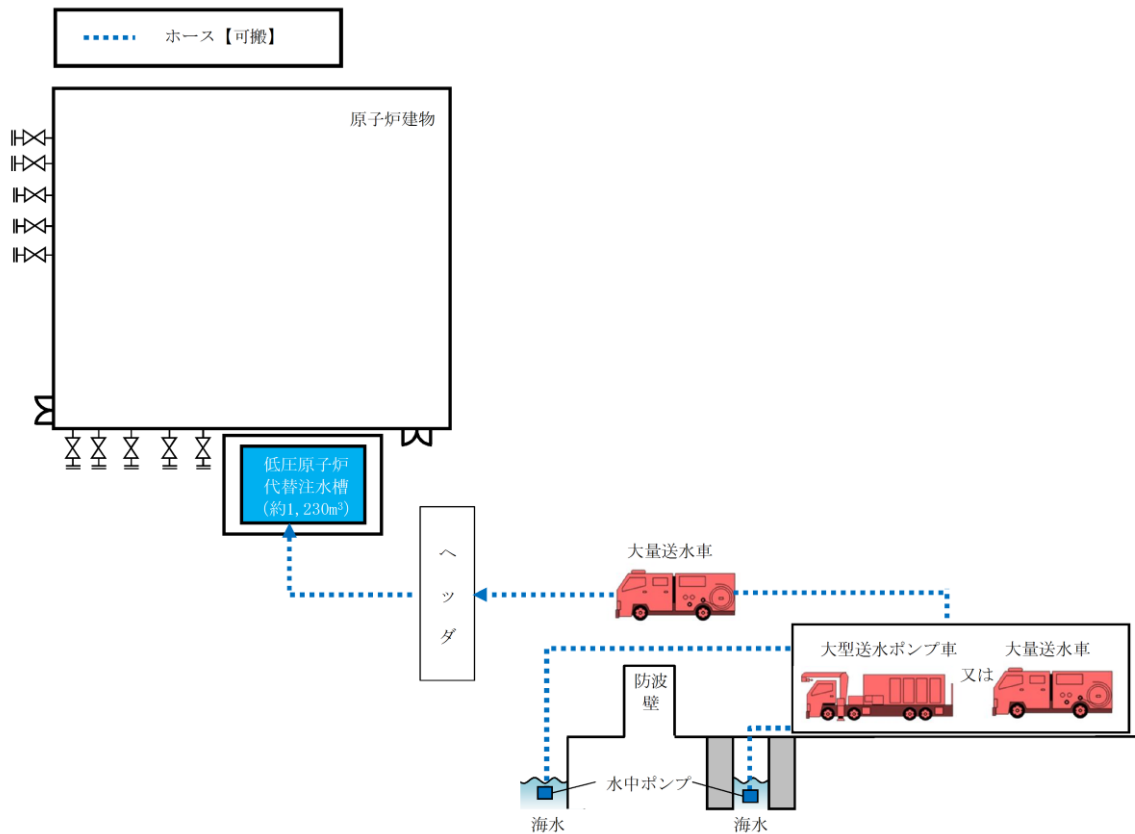 ホース【可搬】
原子炉建物
低圧原子炉
代替注水槽
(約1,230m³)
ヘッダ
大量送水車
大型送水ポンプ車
又は
大量送水車
防波
壁
水中ポンプ
海水
海水